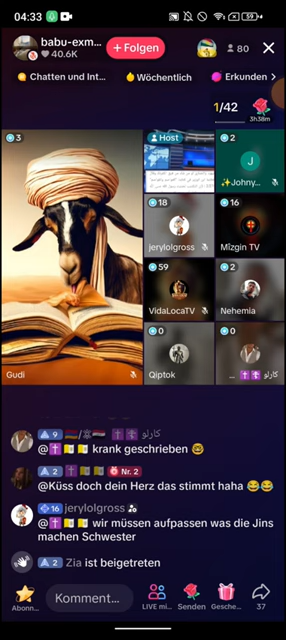 04:33
59
babu-exm...
40.6K
+ Folgen
80
Chatten und Int...
Wöchentlich
Erkunden
1/42
3h38m
3
Host
2
J
✨Johny...
18
16
jerylolgross
Mîzgin TV
59
2
VidaLocaTV
Nehemia
0
0
Gudi
Qiptok
... ✝️ كارلو
9 ✝️ كارلو
@✝️🇻🇦🇻🇦 krank geschrieben 🤓
2 ✝️🇻🇦🇻🇦 Nr. 2
@Küss doch dein Herz das stimmt haha 😂😂
16 jerylolgross
@✝️🇻🇦🇻🇦 wir müssen aufpassen was die Jins
machen Schwester
2 Zia ist beigetreten
Abonn...
Komment...
LIVE mi...
Senden
Gesche...
37